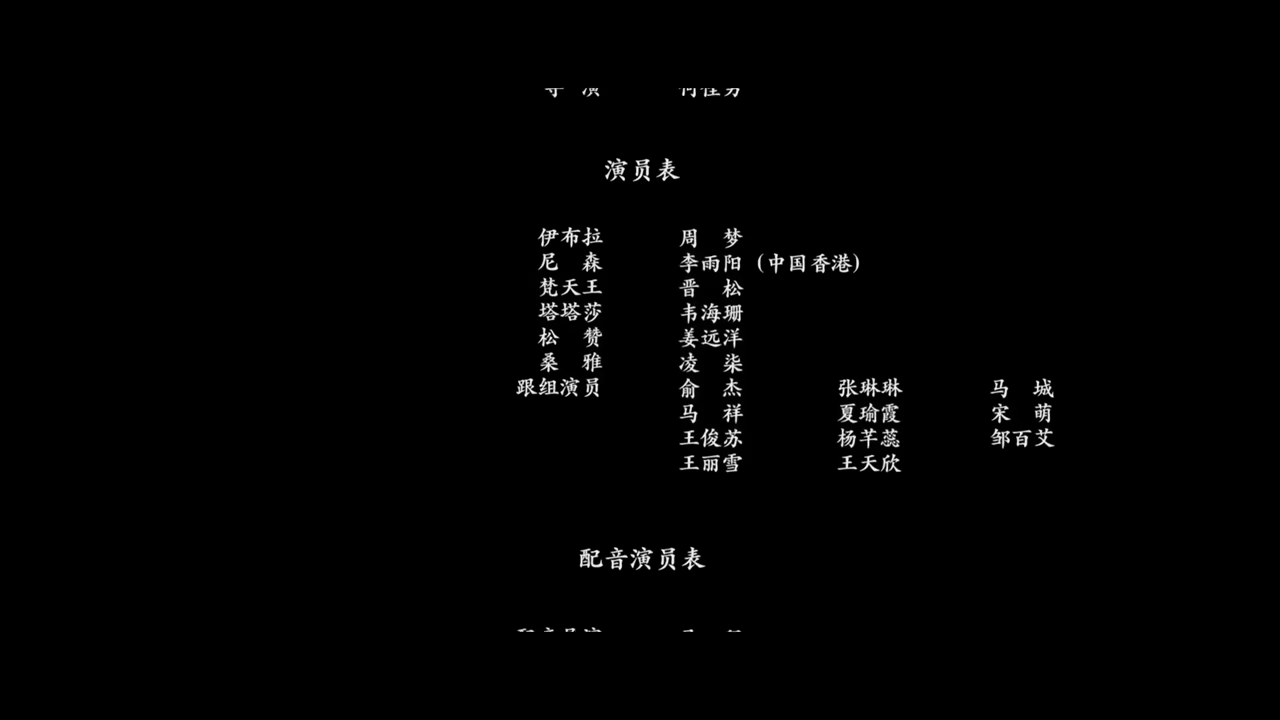 演员表
伊布拉 周 梦
尼 森 李雨阳（中国香港）
梵天王 晋 松
塔塔莎 韦海珊
松 赞 姜远洋
桑 雅 凌 柒
跟组演员 俞 杰 张琳琳 马 城
马 祥 夏瑜霞 宋 萌
王俊苏 杨芊蕊 邹百艾
王丽雪 王天欣
配音演员表